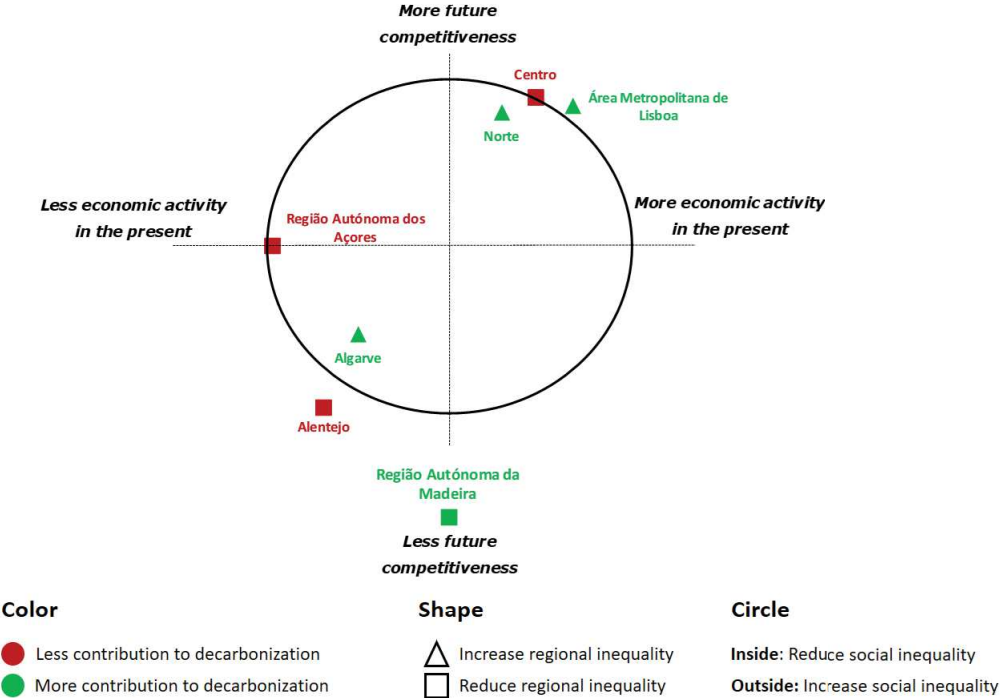 More future
competitiveness
Centro
Área Metropolitana de
Lisboa
Norte
Less economic activity
in the present
Região Autónoma dos
Açores
More economic activity
in the present
Algarve
Alentejo
Região Autónoma da
Madeira
Less future
competitiveness
Color
Less contribution to decarbonization
More contribution to decarbonization
Shape
Increase regional inequality
Reduce regional inequality
Circle
Inside: Reduce social inequality
Outside: Increase social inequality